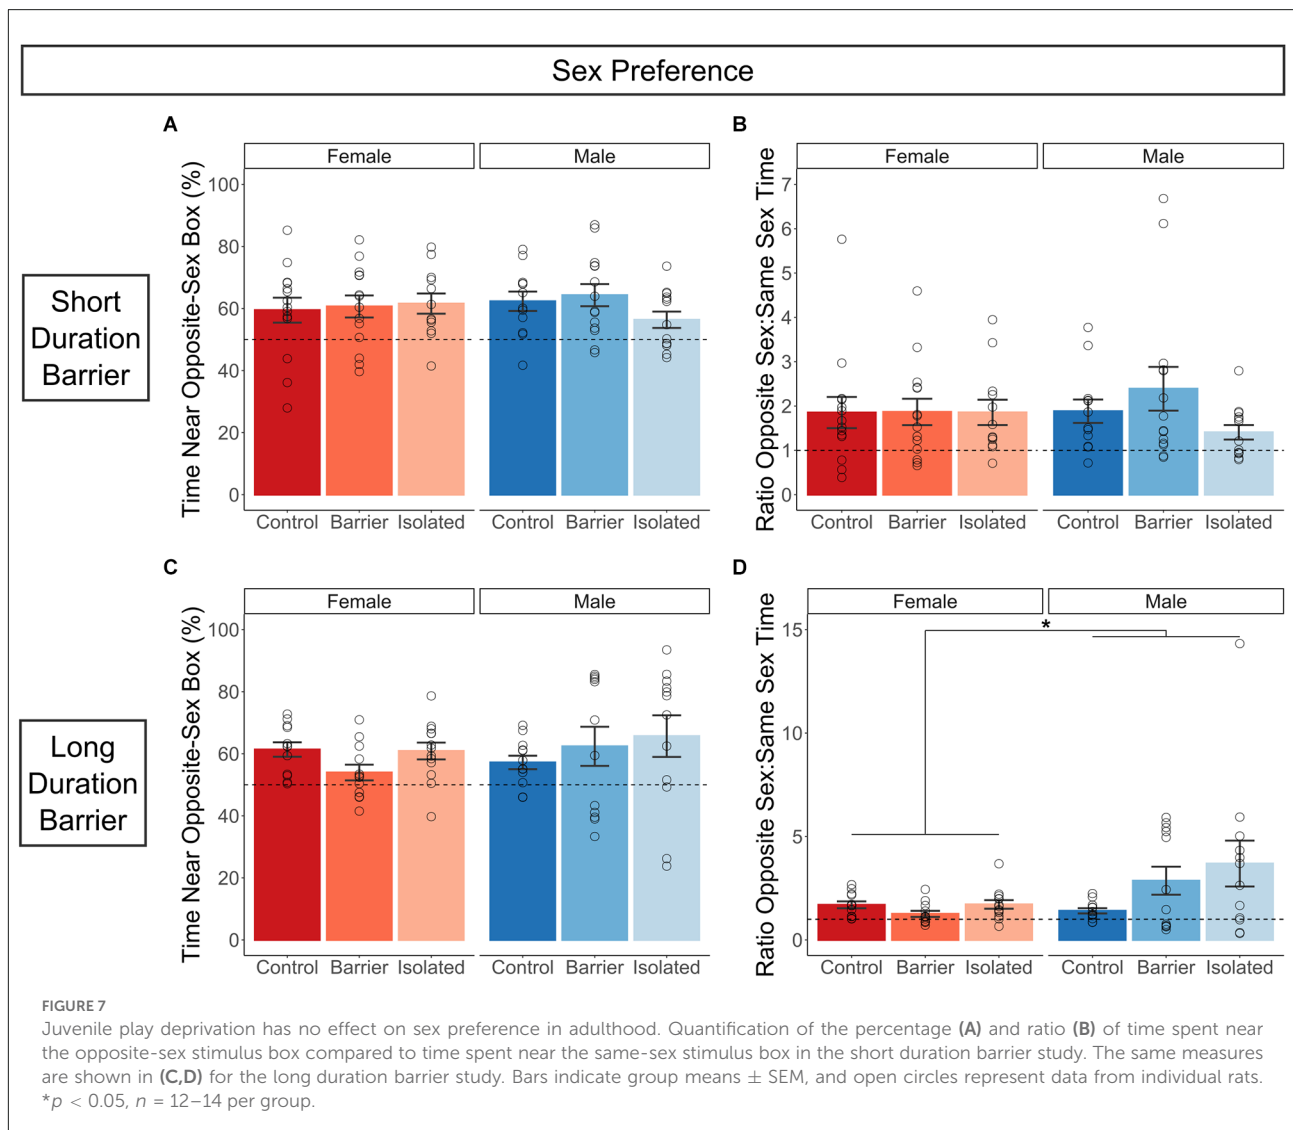 Sex Preference
Short
Duration
Barrier
A
Female
Male
Time Near Opposite-Sex Box (%)
100
80
60
40
20
0
Control
Barrier
Isolated
Control
Barrier
Isolated
B
Female
Male
Ratio Opposite Sex:Same Sex Time
7
6
5
4
3
2
1
0
Control
Barrier
Isolated
Control
Barrier
Isolated
Long
Duration
Barrier
C
Female
Male
Time Near Opposite-Sex Box (%)
100
80
60
40
20
0
Control
Barrier
Isolated
Control
Barrier
Isolated
D
Female
Male
Ratio Opposite Sex:Same Sex Time
15
10
5
0
*
Control
Barrier
Isolated
Control
Barrier
Isolated
FIGURE 7
Juvenile play deprivation has no effect on sex preference in adulthood. Quantification of the percentage (A) and ratio (B) of time spent near
the opposite-sex stimulus box compared to time spent near the same-sex stimulus box in the short duration barrier study. The same measures
are shown in (C,D) for the long duration barrier study. Bars indicate group means ± SEM, and open circles represent data from individual rats.
*p < 0.05, n = 12–14 per group.